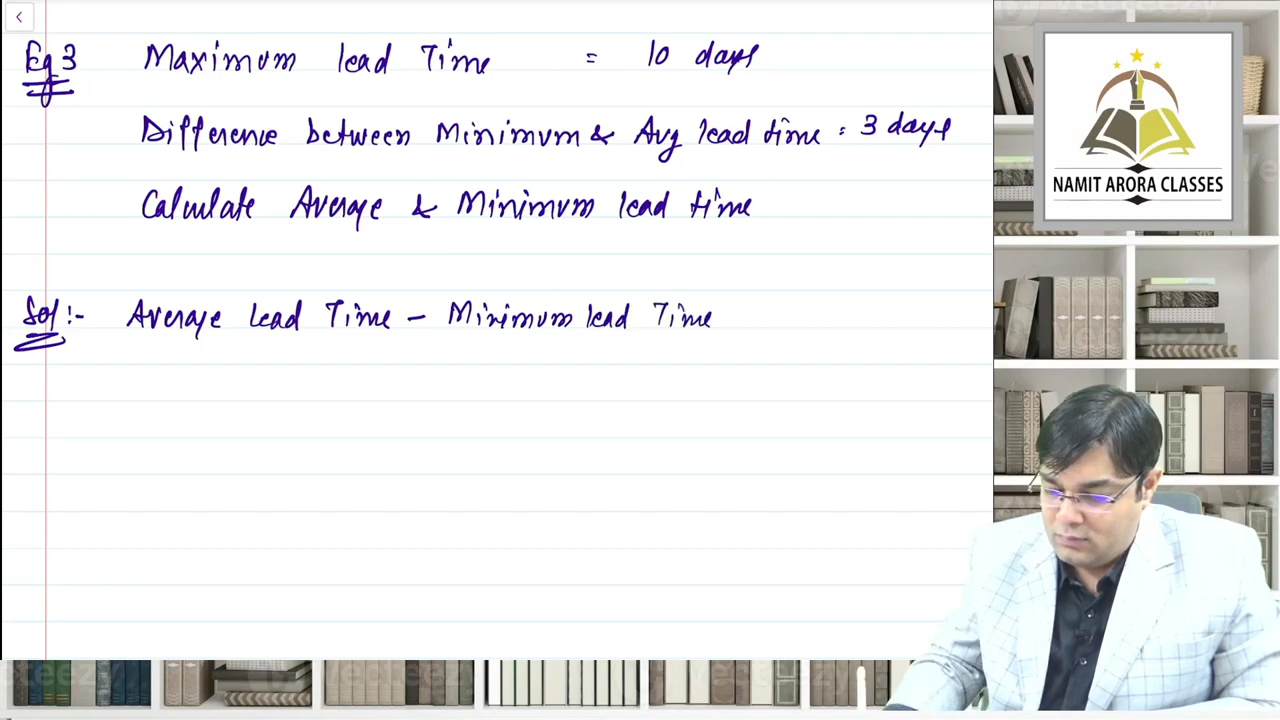 Eg 3 Maximum lead Time = 10 days
Difference between Minimum & Avg lead time = 3 days
Calculate Average & Minimum lead time
Sol :- Average lead Time - Minimum lead Time
NAMIT ARORA CLASSES